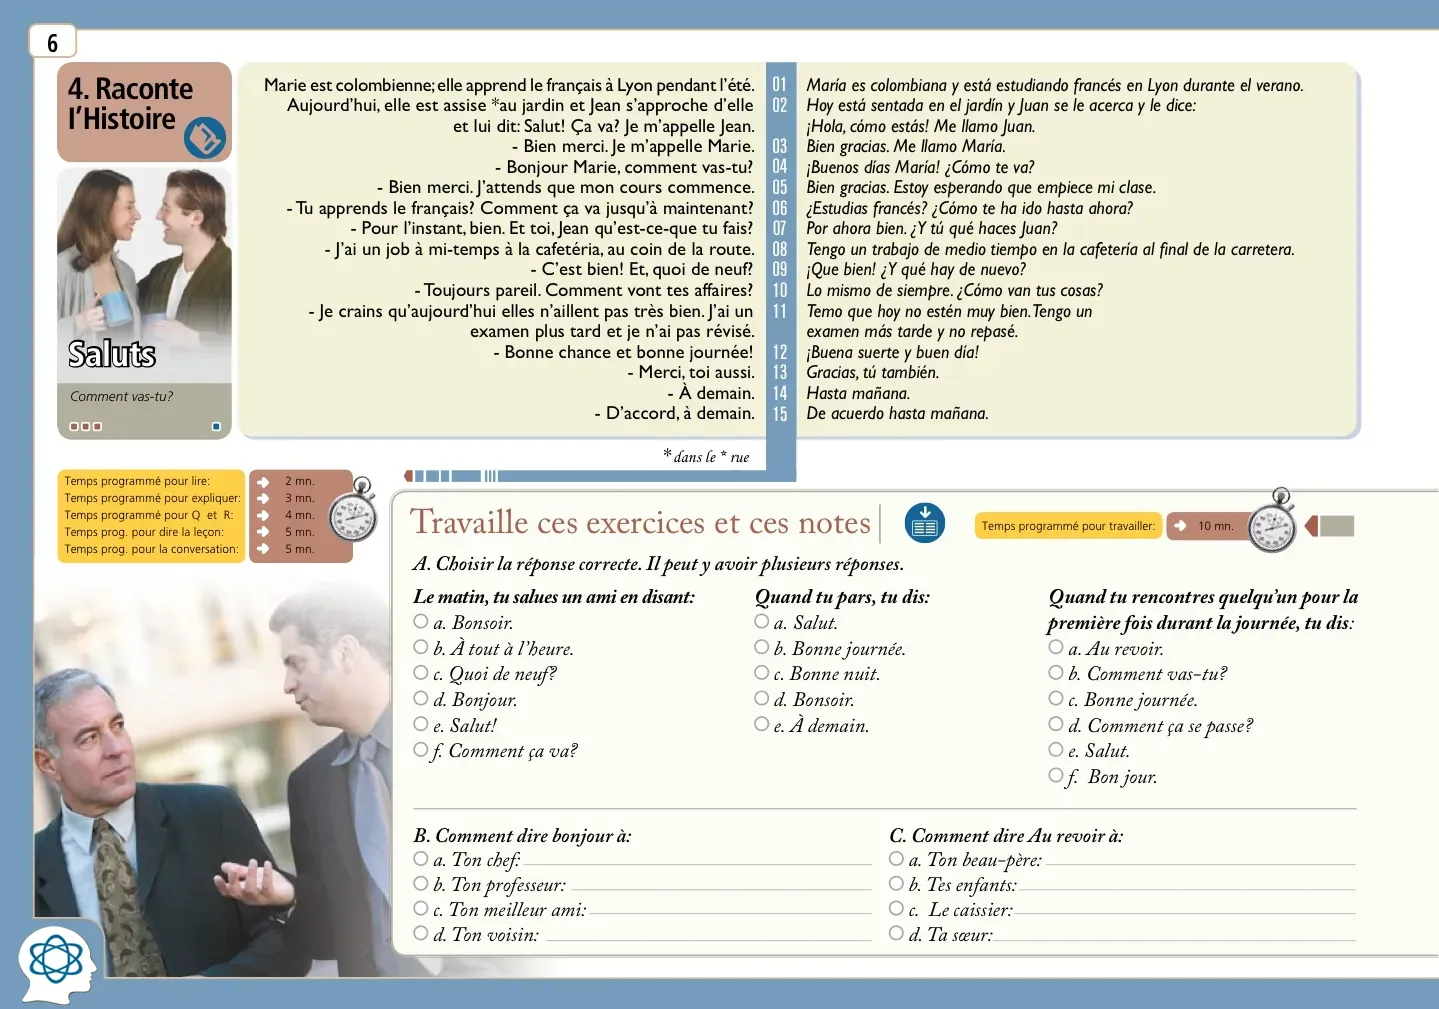 6
4. Raconte
l'Histoire
Saluts
Comment vas-tu?
Marie est colombienne; elle apprend le français à Lyon pendant l'été. 01 María es colombiana y está estudiando francés en Lyon durante el verano.
Aujourd'hui, elle est assise *au jardin et Jean s'approche d'elle 02 Hoy está sentada en el jardín y Juan se le acerca y le dice:
et lui dit: Salut! Ça va? Je m'appelle Jean. ¡Hola, cómo estás! Me llamo Juan.
- Bien merci. Je m'appelle Marie. 03 Bien gracias. Me llamo María.
- Bonjour Marie, comment vas-tu? 04 ¡Buenos días María! ¿Cómo te va?
- Bien merci. J'attends que mon cours commence. 05 Bien gracias. Estoy esperando que empiece mi clase.
- Tu apprends le français? Comment ça va jusqu'à maintenant? 06 ¿Estudias francés? ¿Cómo te ha ido hasta ahora?
- Pour l'instant, bien. Et toi, Jean qu'est-ce-que tu fais? 07 Por ahora bien. ¿Y tú qué haces Juan?
- J'ai un job à mi-temps à la cafetéria, au coin de la route. 08 Tengo un trabajo de medio tiempo en la cafetería al final de la carretera.
- C'est bien! Et, quoi de neuf? 09 ¡Que bien! ¿Y qué hay de nuevo?
- Toujours pareil. Comment vont tes affaires? 10 Lo mismo de siempre. ¿Cómo van tus cosas?
- Je crains qu'aujourd'hui elles n'aillent pas très bien. J'ai un 11 Temo que hoy no estén muy bien. Tengo un
examen plus tard et je n'ai pas révisé. examen más tarde y no repasé.
- Bonne chance et bonne journée! 12 ¡Buena suerte y buen día!
- Merci, toi aussi. 13 Gracias, tú también.
- À demain. 14 Hasta mañana.
- D'accord, à demain. 15 De acuerdo hasta mañana.
* dans le * rue
Temps programmé pour lire: 2 mn.
Temps programmé pour expliquer: 3 mn.
Temps programmé pour Q et R: 4 mn.
Temps prog. pour dire la leçon: 5 mn.
Temps prog. pour la conversation: 5 mn.
Travaille ces exercices et ces notes
Temps programmé pour travailler: 10 mn.
A. Choisir la réponse correcte. Il peut y avoir plusieurs réponses.
Le matin, tu salues un ami en disant:
a. Bonsoir.
b. À tout à l'heure.
c. Quoi de neuf?
d. Bonjour.
e. Salut!
f. Comment ça va?
Quand tu pars, tu dis:
a. Salut.
b. Bonne journée.
c. Bonne nuit.
d. Bonsoir.
e. À demain.
Quand tu rencontres quelqu'un pour la
première fois durant la journée, tu dis:
a. Au revoir.
b. Comment vas-tu?
c. Bonne journée.
d. Comment ça se passe?
e. Salut.
f. Bon jour.
B. Comment dire bonjour à:
a. Ton chef:
b. Ton professeur:
c. Ton meilleur ami:
d. Ton voisin:
C. Comment dire Au revoir à:
a. Ton beau-père:
b. Tes enfants:
c. Le caissier:
d. Ta sœur: